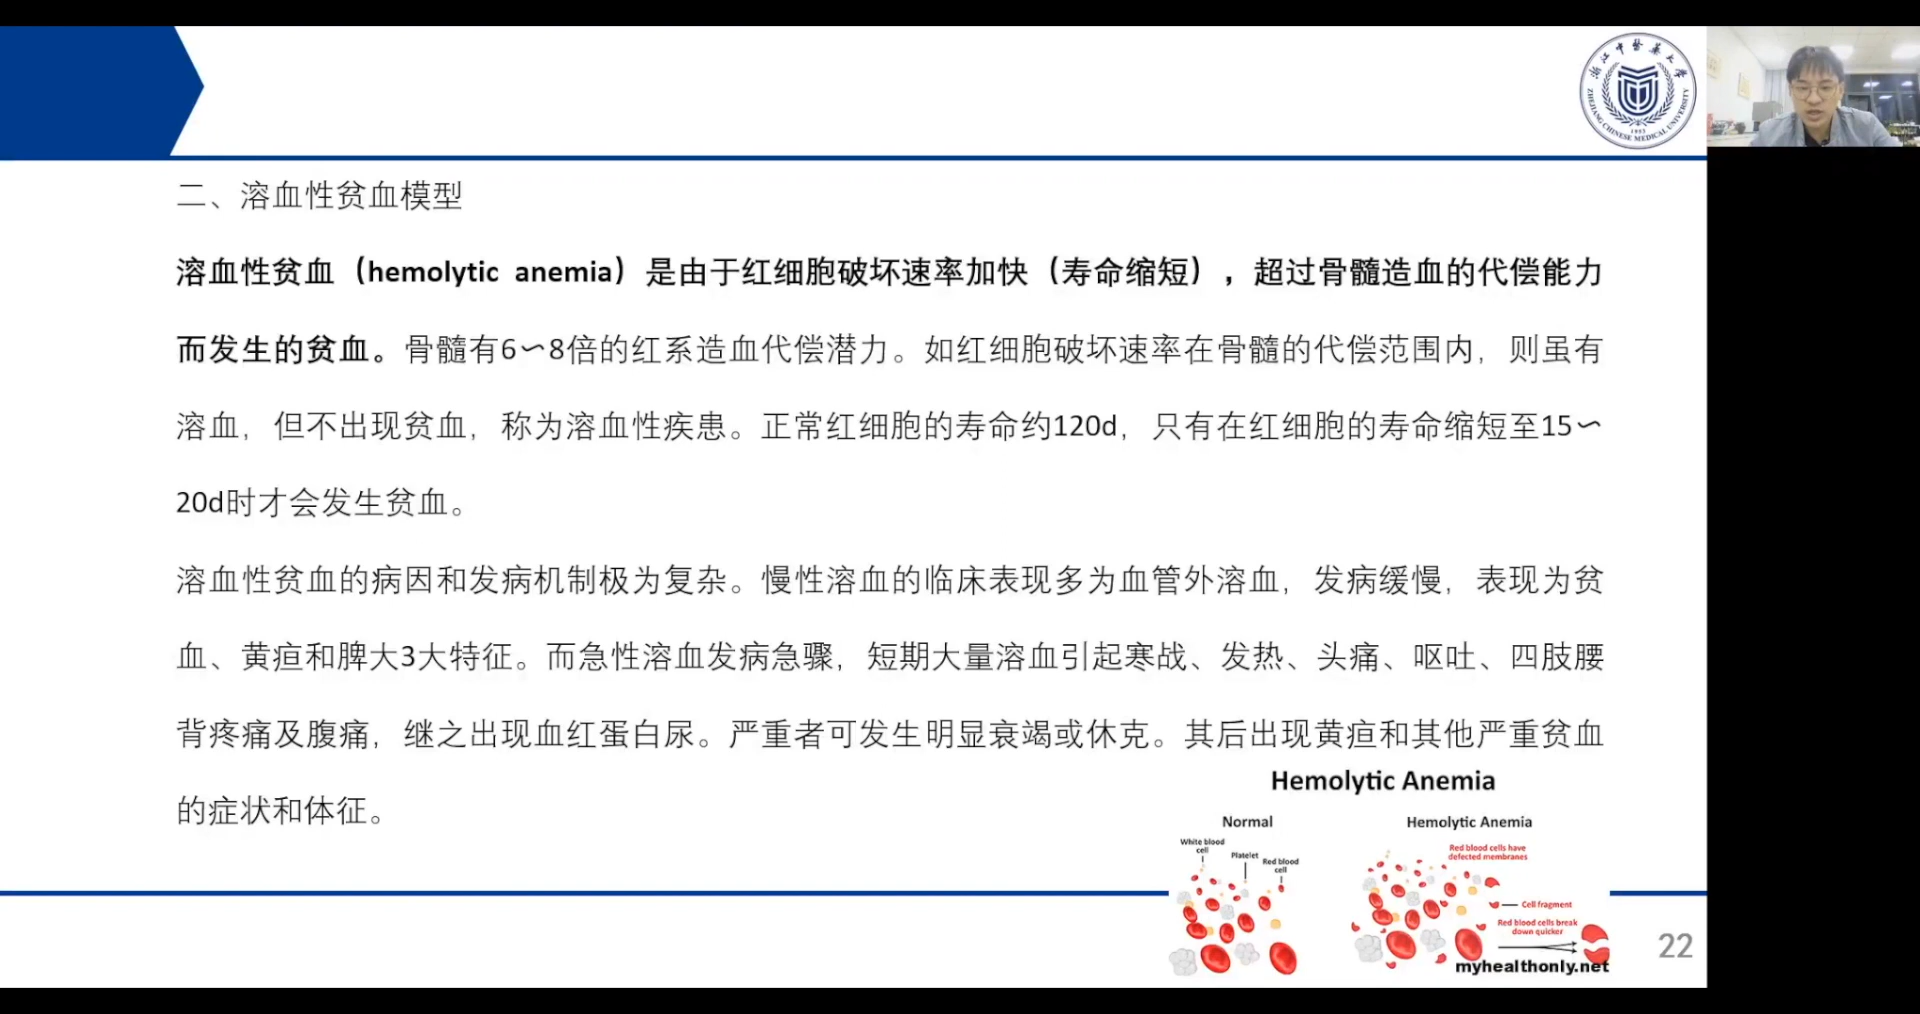 浙江中医药大学
ZHEJIANG CHINESE MEDICAL UNIVERSITY
1953
二、溶血性贫血模型
溶血性贫血（hemolytic anemia）是由于红细胞破坏速率加快（寿命缩短），超过骨髓造血的代偿能力
而发生的贫血。骨髓有6～8倍的红系造血代偿潜力。如红细胞破坏速率在骨髓的代偿范围内，则虽有
溶血，但不出现贫血，称为溶血性疾患。正常红细胞的寿命约120d，只有在红细胞的寿命缩短至15～
20d时才会发生贫血。
溶血性贫血的病因和发病机制极为复杂。慢性溶血的临床表现多为血管外溶血，发病缓慢，表现为贫
血、黄疸和脾大3大特征。而急性溶血发病急骤，短期大量溶血引起寒战、发热、头痛、呕吐、四肢腰
背疼痛及腹痛，继之出现血红蛋白尿。严重者可发生明显衰竭或休克。其后出现黄疸和其他严重贫血
的症状和体征。
Hemolytic Anemia
Normal
White blood
cell
Platelet
Red blood
cell
Hemolytic Anemia
Red blood cells have
defected membranes
Cell fragment
Red blood cells break
down quicker
myhealthonly.net
22